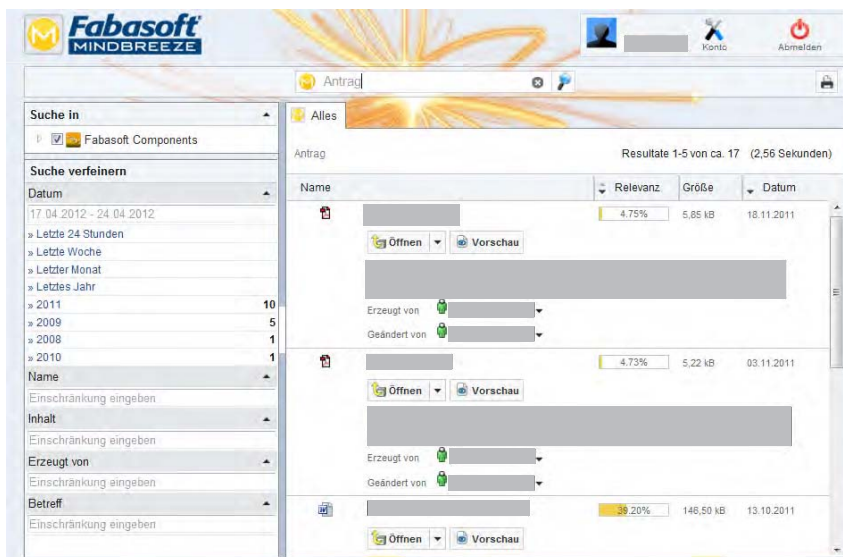 Fabasoft
MINDBREEZE
Konto
Abmelden
Antrag
Suche in
Fabasoft Components
Suche verfeinern
Datum
17.04.2012 - 24.04.2012
» Letzte 24 Stunden
» Letzte Woche
» Letzter Monat
» Letztes Jahr
» 2011 10
» 2009 5
» 2008 1
» 2010 1
Name
Einschränkung eingeben
Inhalt
Einschränkung eingeben
Erzeugt von
Einschränkung eingeben
Betreff
Einschränkung eingeben
Alles
Antrag
Resultate 1-5 von ca. 17 (2,56 Sekunden)
Name Relevanz Größe Datum
4.75% 5,85 kB 18.11.2011
Öffnen Vorschau
Erzeugt von
Geändert von
4.73% 5,22 kB 03.11.2011
Öffnen Vorschau
Erzeugt von
Geändert von
39.20% 146,50 kB 13.10.2011
Öffnen Vorschau